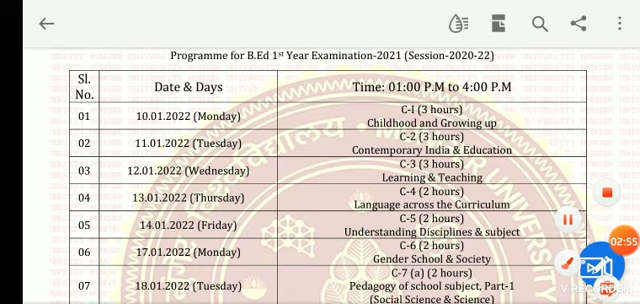 Programme for B.Ed 1st Year Examination-2021 (Session-2020-22)
Sl. No. Date & Days Time: 01:00 P.M to 4:00 P.M
01 10.01.2022 (Monday) C-I (3 hours)
Childhood and Growing up
02 11.01.2022 (Tuesday) C-2 (3 hours)
Contemporary India & Education
03 12.01.2022 (Wednesday) C-3 (3 hours)
Learning & Teaching
04 13.01.2022 (Thursday) C-4 (2 hours)
Language across the Curriculum
05 14.01.2022 (Friday) C-5 (2 hours)
Understanding Disciplines & subject
06 17.01.2022 (Monday) C-6 (2 hours)
Gender School & Society
07 18.01.2022 (Tuesday) C-7 (a) (2 hours)
Pedagogy of school subject, Part-1
(Social Science & Science)
02:55